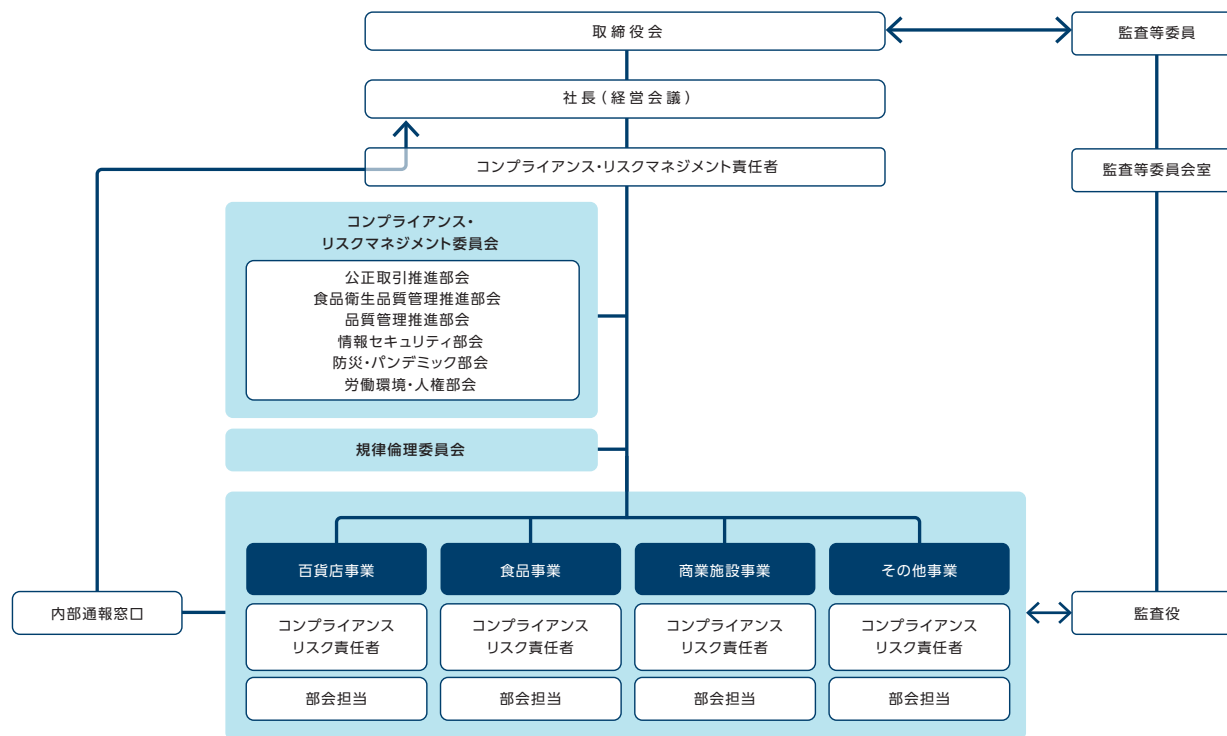 取締役会
監査等委員
社長(経営会議)
コンプライアンス・リスクマネジメント責任者
監査等委員会室
コンプライアンス・
リスクマネジメント委員会
公正取引推進部会
食品衛生品質管理推進部会
品質管理推進部会
情報セキュリティ部会
防災・パンデミック部会
労働環境・人権部会
規律倫理委員会
百貨店事業
食品事業
商業施設事業
その他事業
内部通報窓口
コンプライアンス
リスク責任者
コンプライアンス
リスク責任者
コンプライアンス
リスク責任者
コンプライアンス
リスク責任者
監査役
部会担当
部会担当
部会担当
部会担当